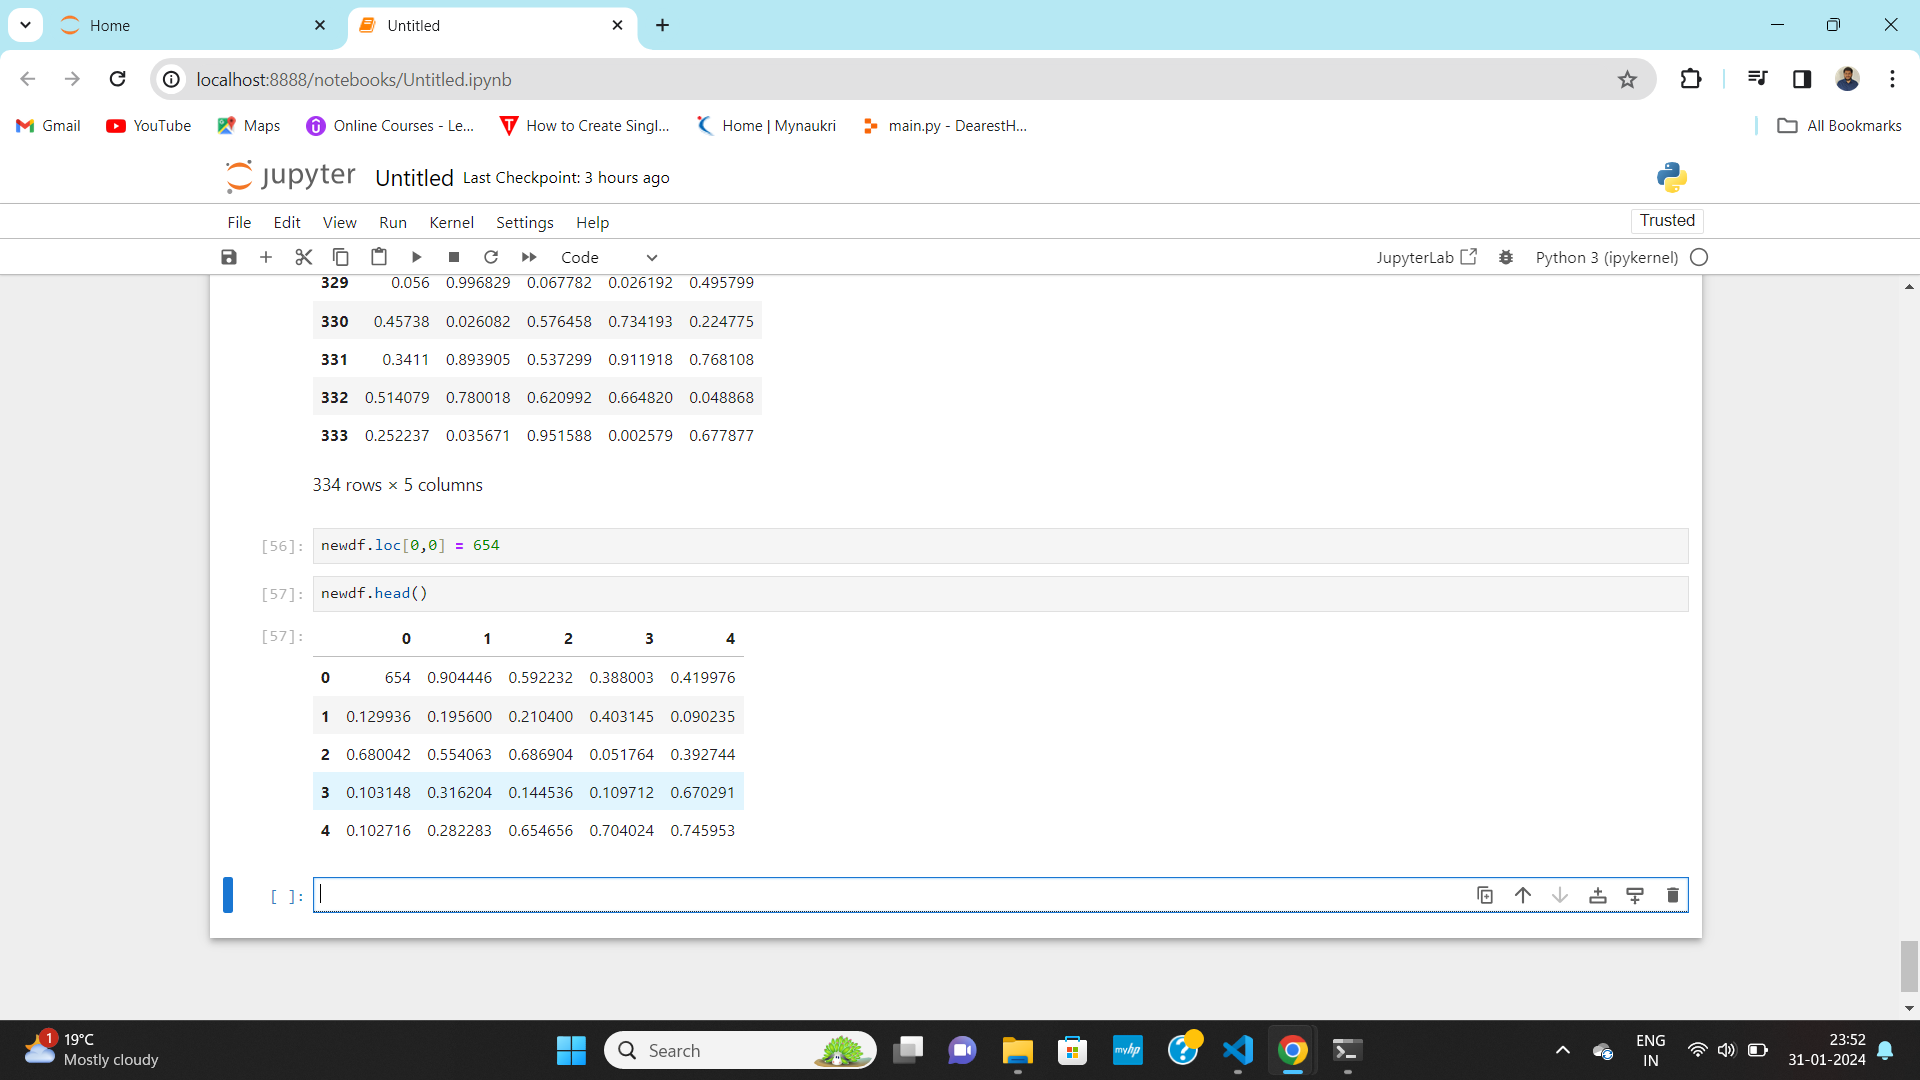 Home
Untitled
localhost:8888/notebooks/Untitled.ipynb
Gmail
YouTube
Maps
Online Courses - Le...
How to Create Singl...
Home | Mynaukri
main.py - DearestH...
All Bookmarks
jupyter Untitled Last Checkpoint: 3 hours ago
File Edit View Run Kernel Settings Help
Trusted
Code
JupyterLab
Python 3 (ipykernel)
329 0.056 0.996829 0.067782 0.026192 0.495799
330 0.45738 0.026082 0.576458 0.734193 0.224775
331 0.3411 0.893905 0.537299 0.911918 0.768108
332 0.514079 0.780018 0.620992 0.664820 0.048868
333 0.252237 0.035671 0.951588 0.002579 0.677877
334 rows × 5 columns
[56]: newdf.loc[0,0] = 654
[57]: newdf.head()
[57]: 0 1 2 3 4
0 654 0.904446 0.592232 0.388003 0.419976
1 0.129936 0.195600 0.210400 0.403145 0.090235
2 0.680042 0.554063 0.686904 0.051764 0.392744
3 0.103148 0.316204 0.144536 0.109712 0.670291
4 0.102716 0.282283 0.654656 0.704024 0.745953
[ ]:
1
19°C
Mostly cloudy
Search
myhp
ENG
IN
23:52
31-01-2024